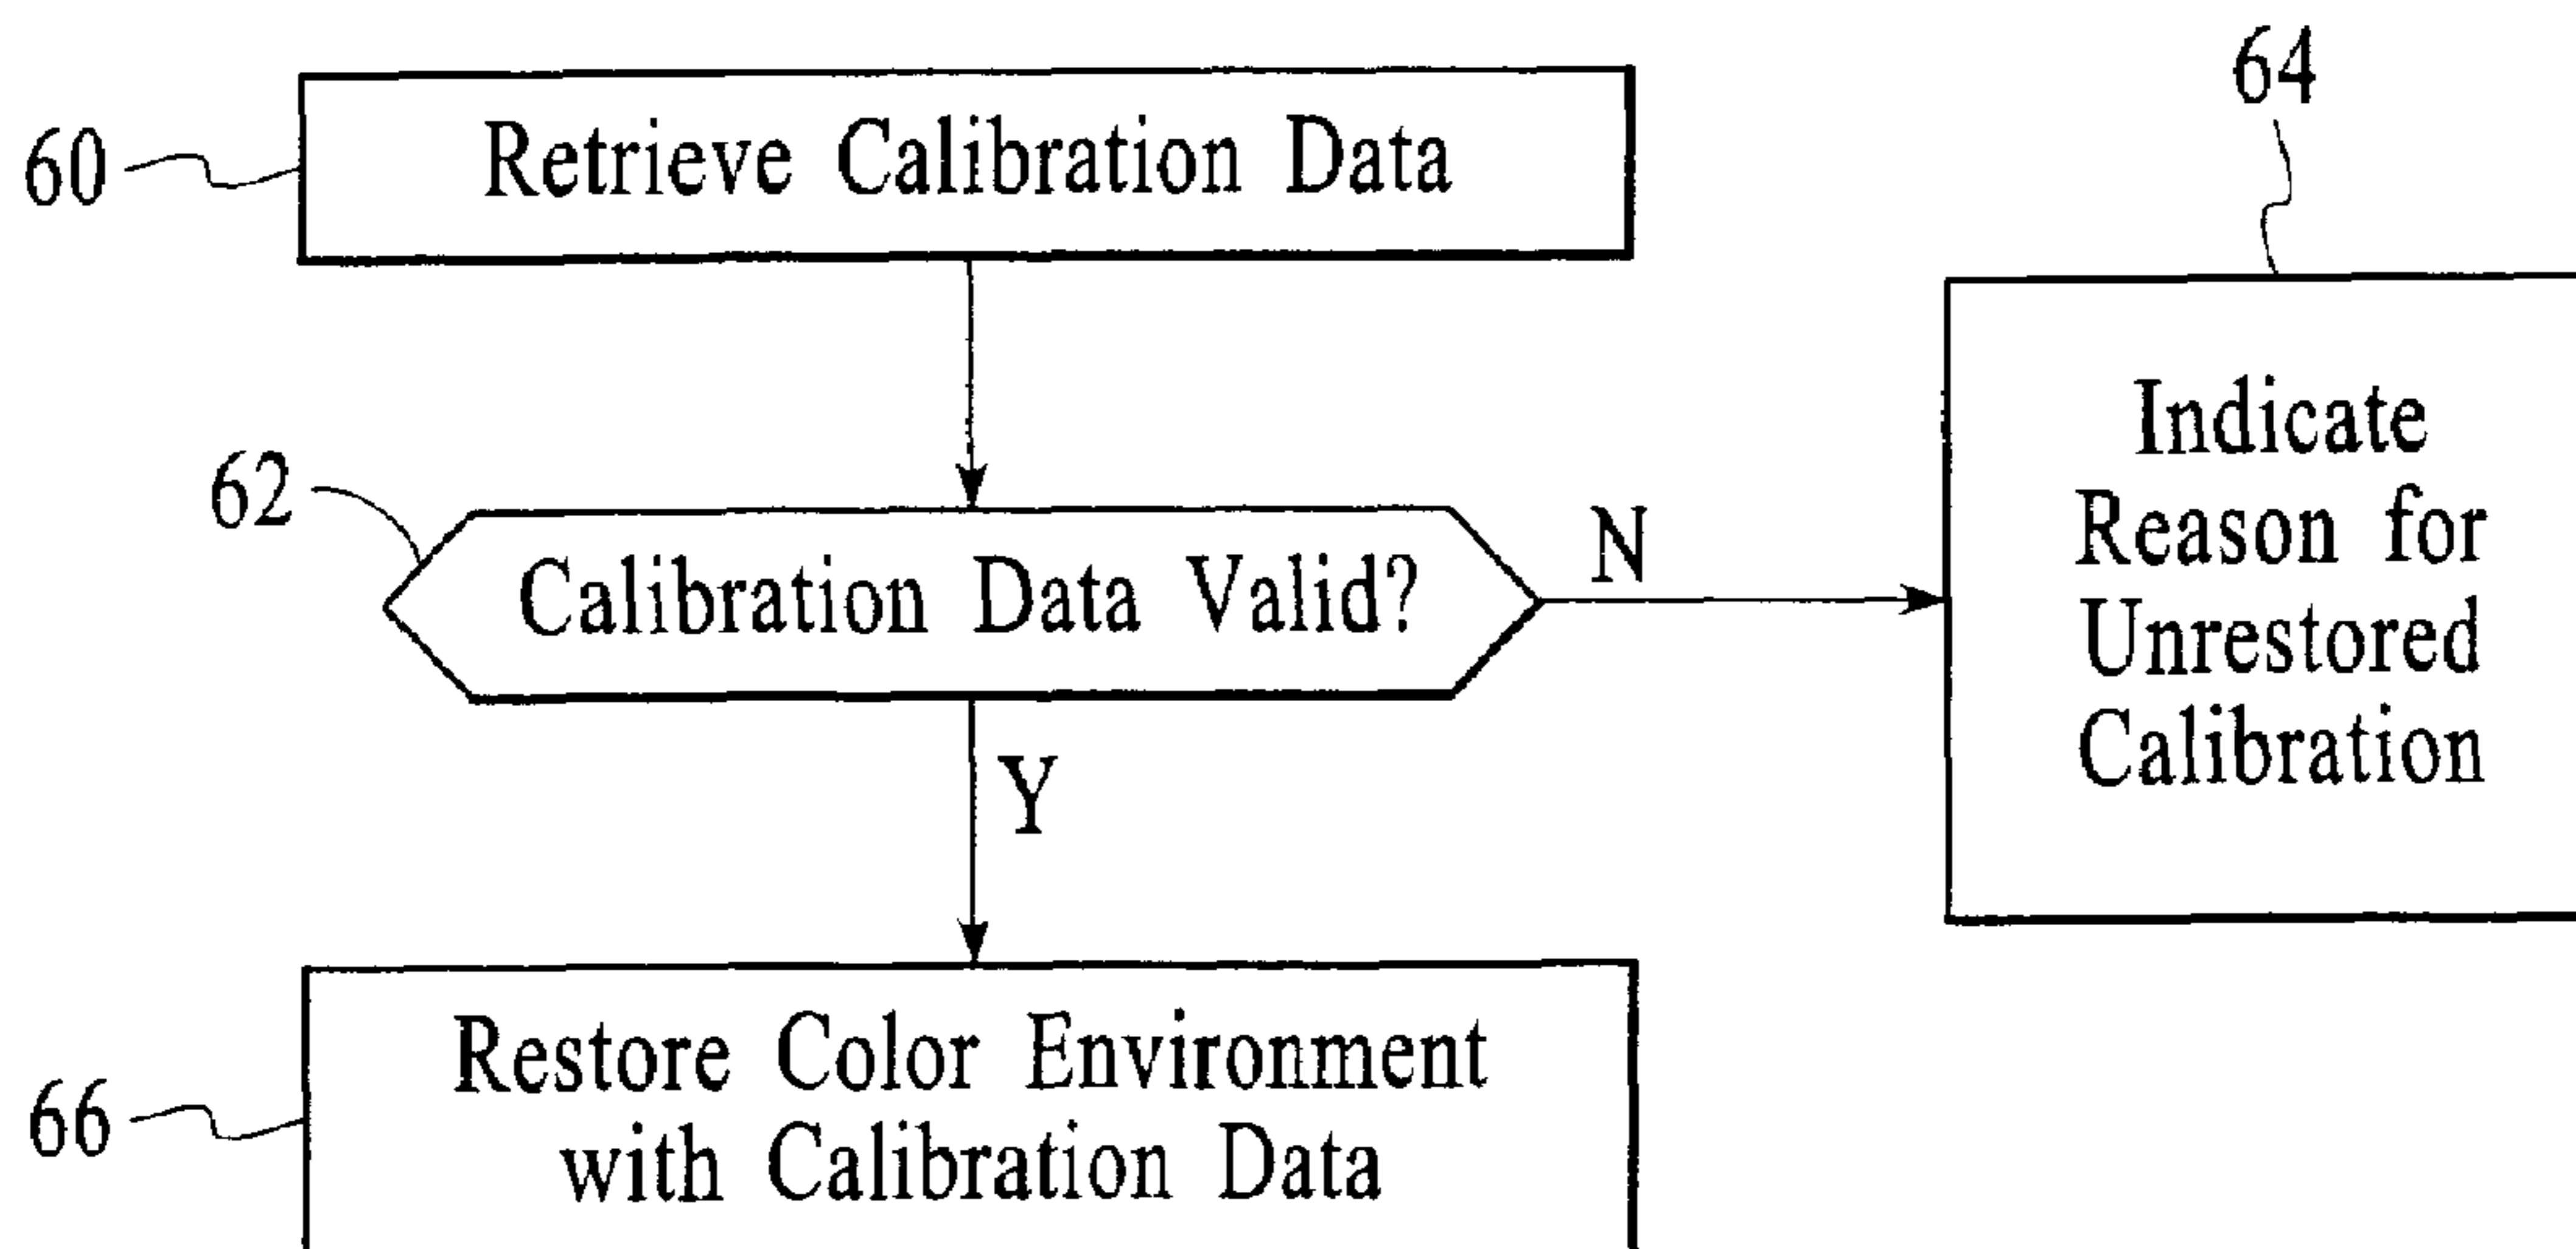 60
Retrieve Calibration Data
64
62
Calibration Data Valid?
N
Indicate
Reason for
Unrestored
Calibration
Y
66
Restore Color Environment
with Calibration Data